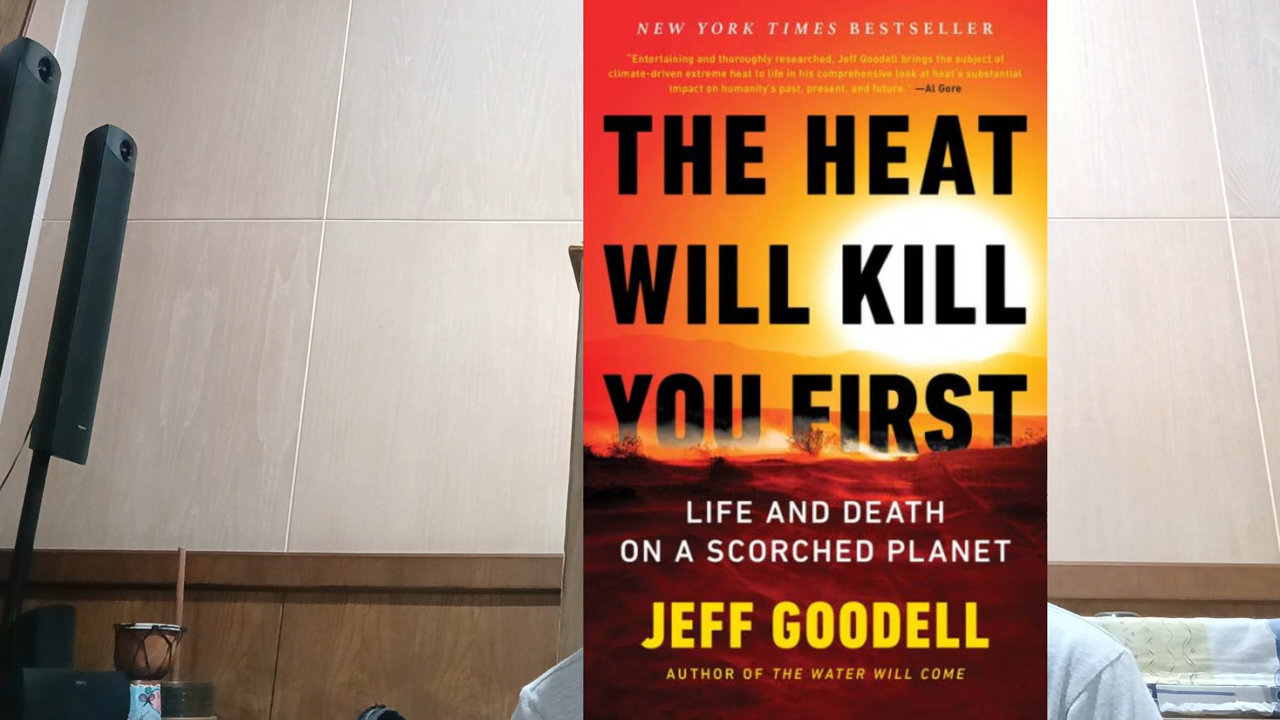 NEW YORK TIMES BESTSELLER
"Entertaining and thoroughly researched, Jeff Goodell brings the subject of
climate-driven extreme heat to life in his comprehensive look at heat's substantial
impact on humanity's past, present, and future." —Al Gore
THE HEAT
WILL KILL
YOU FIRST
LIFE AND DEATH
ON A SCORCHED PLANET
JEFF GOODELL
AUTHOR OF THE WATER WILL COME